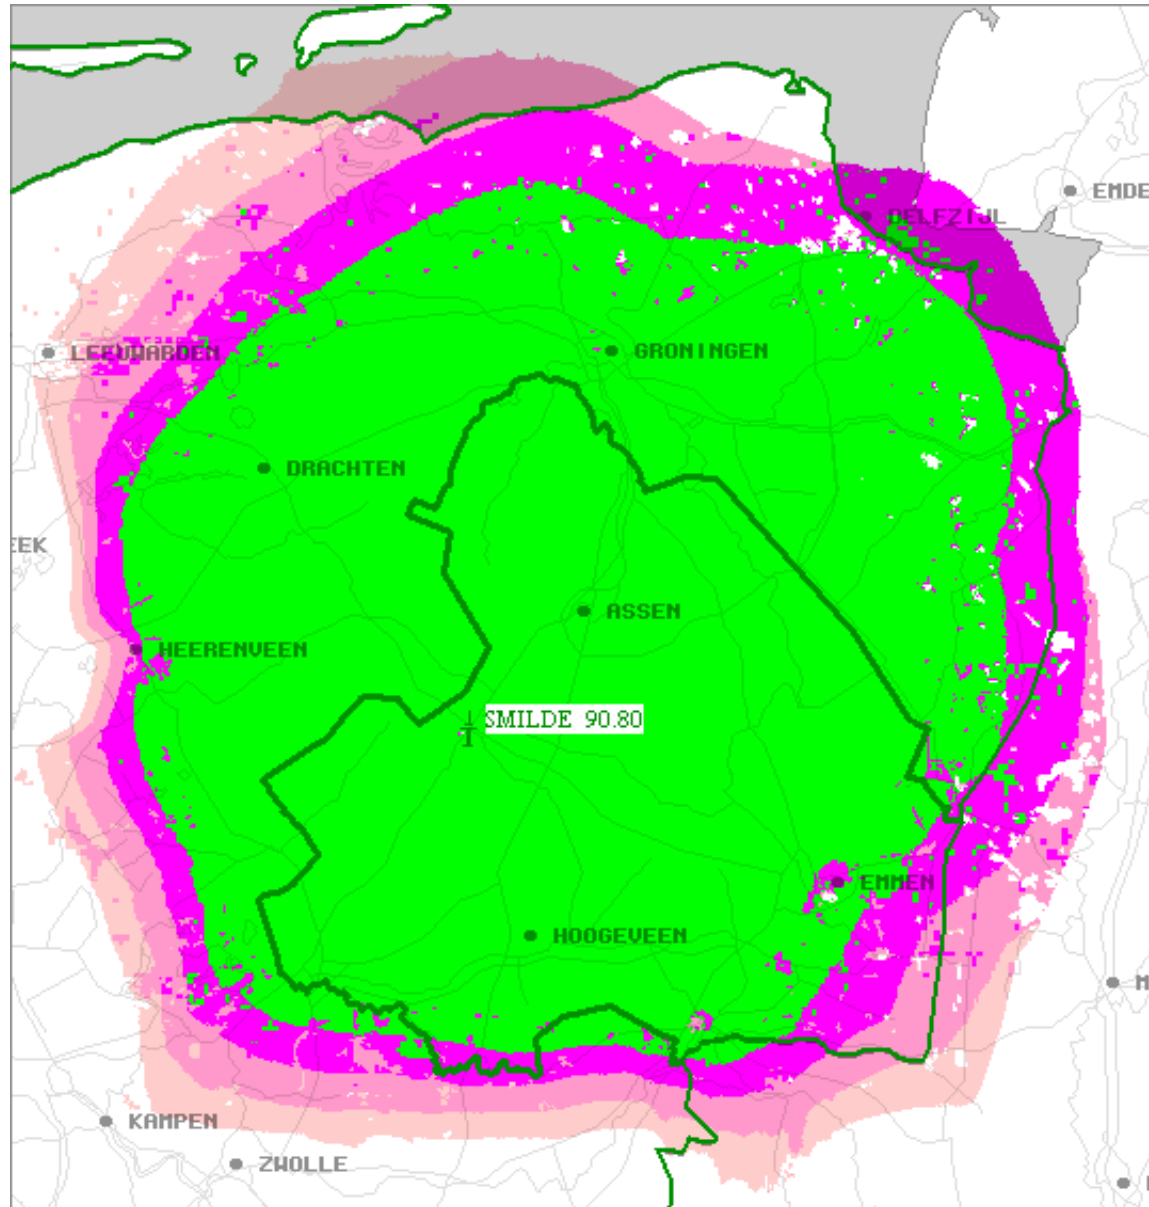 EMDE
DELFZIJL
LEEUWARDEN
GRONINGEN
DRACHTEN
EEK
ASSEN
HEERENVEEN
SMILDE 90.80
EMMEN
HOOGEVEEN
M
KAMPEN
ZWOLLE